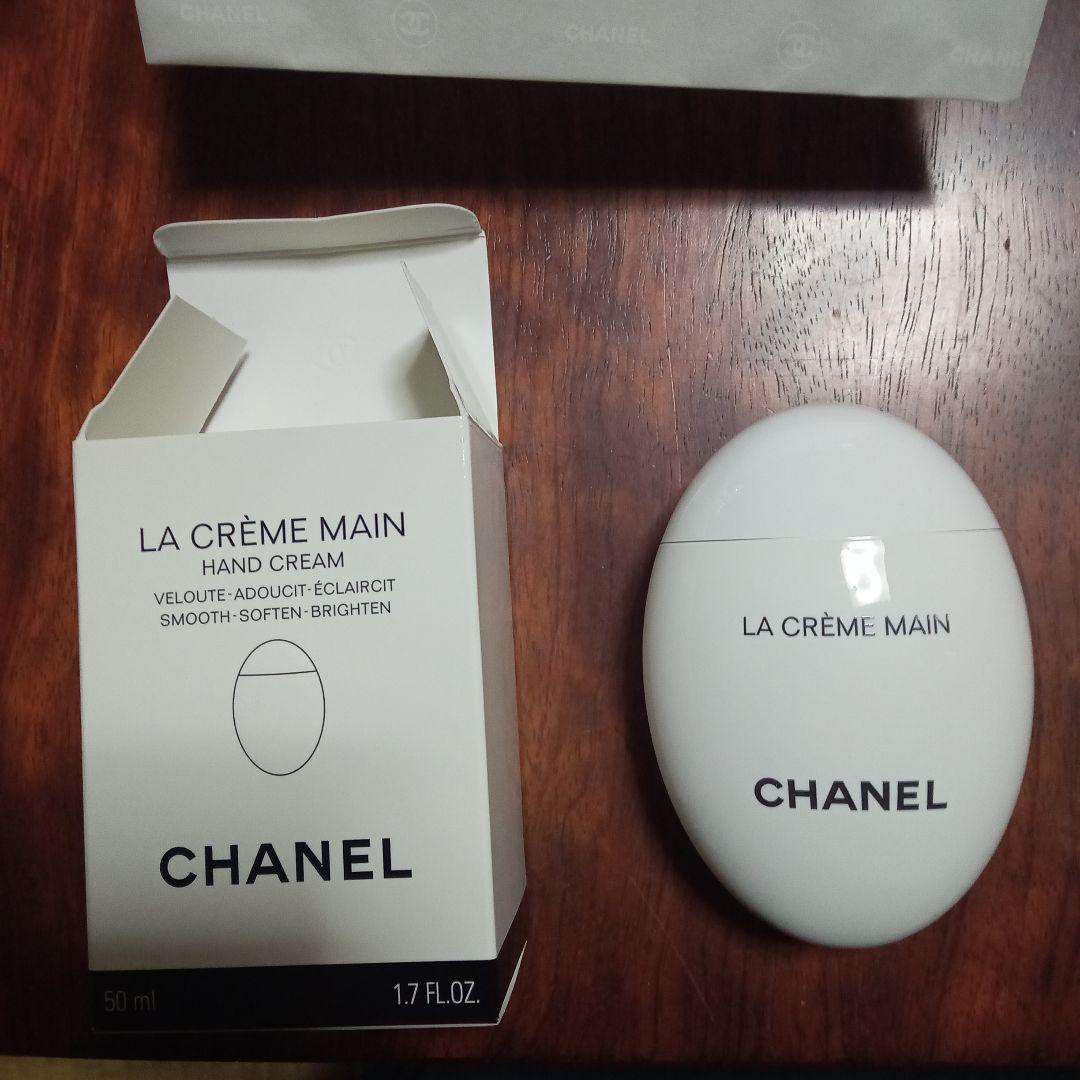 CHANEL
CHANEL
CHANEL
LA CRÈME MAIN
HAND CREAM
VELOUTE-ADOUCIT-ÉCLAIRCIT
SMOOTH-SOFTEN-BRIGHTEN
CHANEL
50 ml
1.7 FL.OZ.
LA CRÈME MAIN
CHANEL